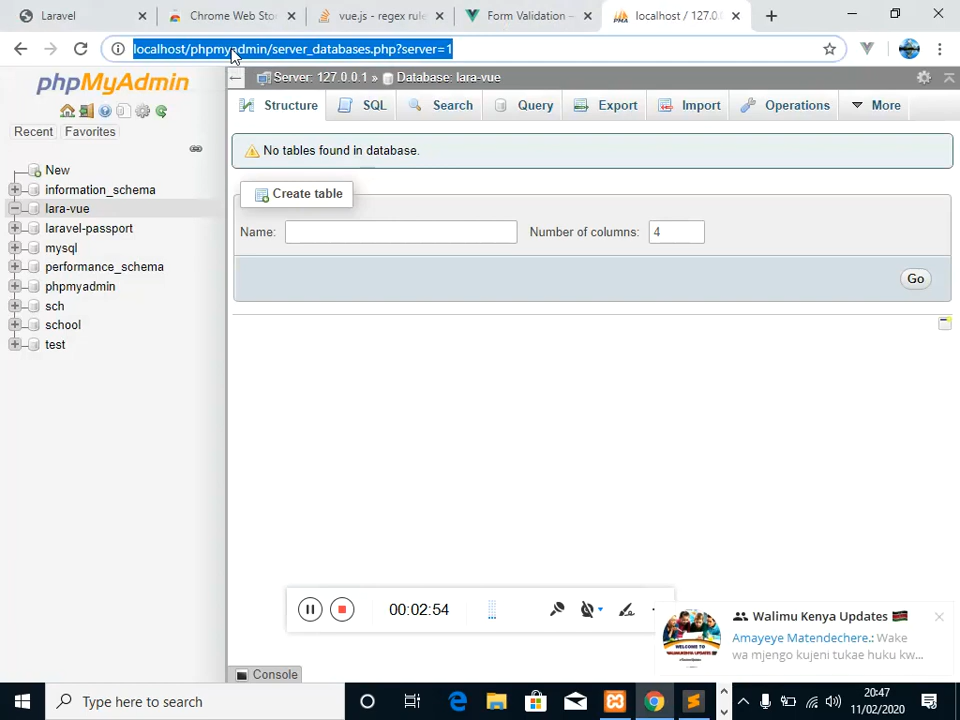 Laravel
Chrome Web Sto
vue.js - regex rule
Form Validation –
localhost / 127.0.
localhost/phpmyadmin/server_databases.php?server=1
phpMyAdmin
Recent
Favorites
New
information_schema
lara-vue
laravel-passport
mysql
performance_schema
phpmyadmin
sch
school
test
Server: 127.0.0.1 » Database: lara-vue
Structure
SQL
Search
Query
Export
Import
Operations
More
No tables found in database.
Create table
Name:
Number of columns: 4
Go
00:02:54
Walimu Kenya Updates
Amayeye Matendechere.: Wake
wa mjengo kujeni tukae huku kw...
WELCOME TO
Console
Type here to search
20:47
11/02/2020